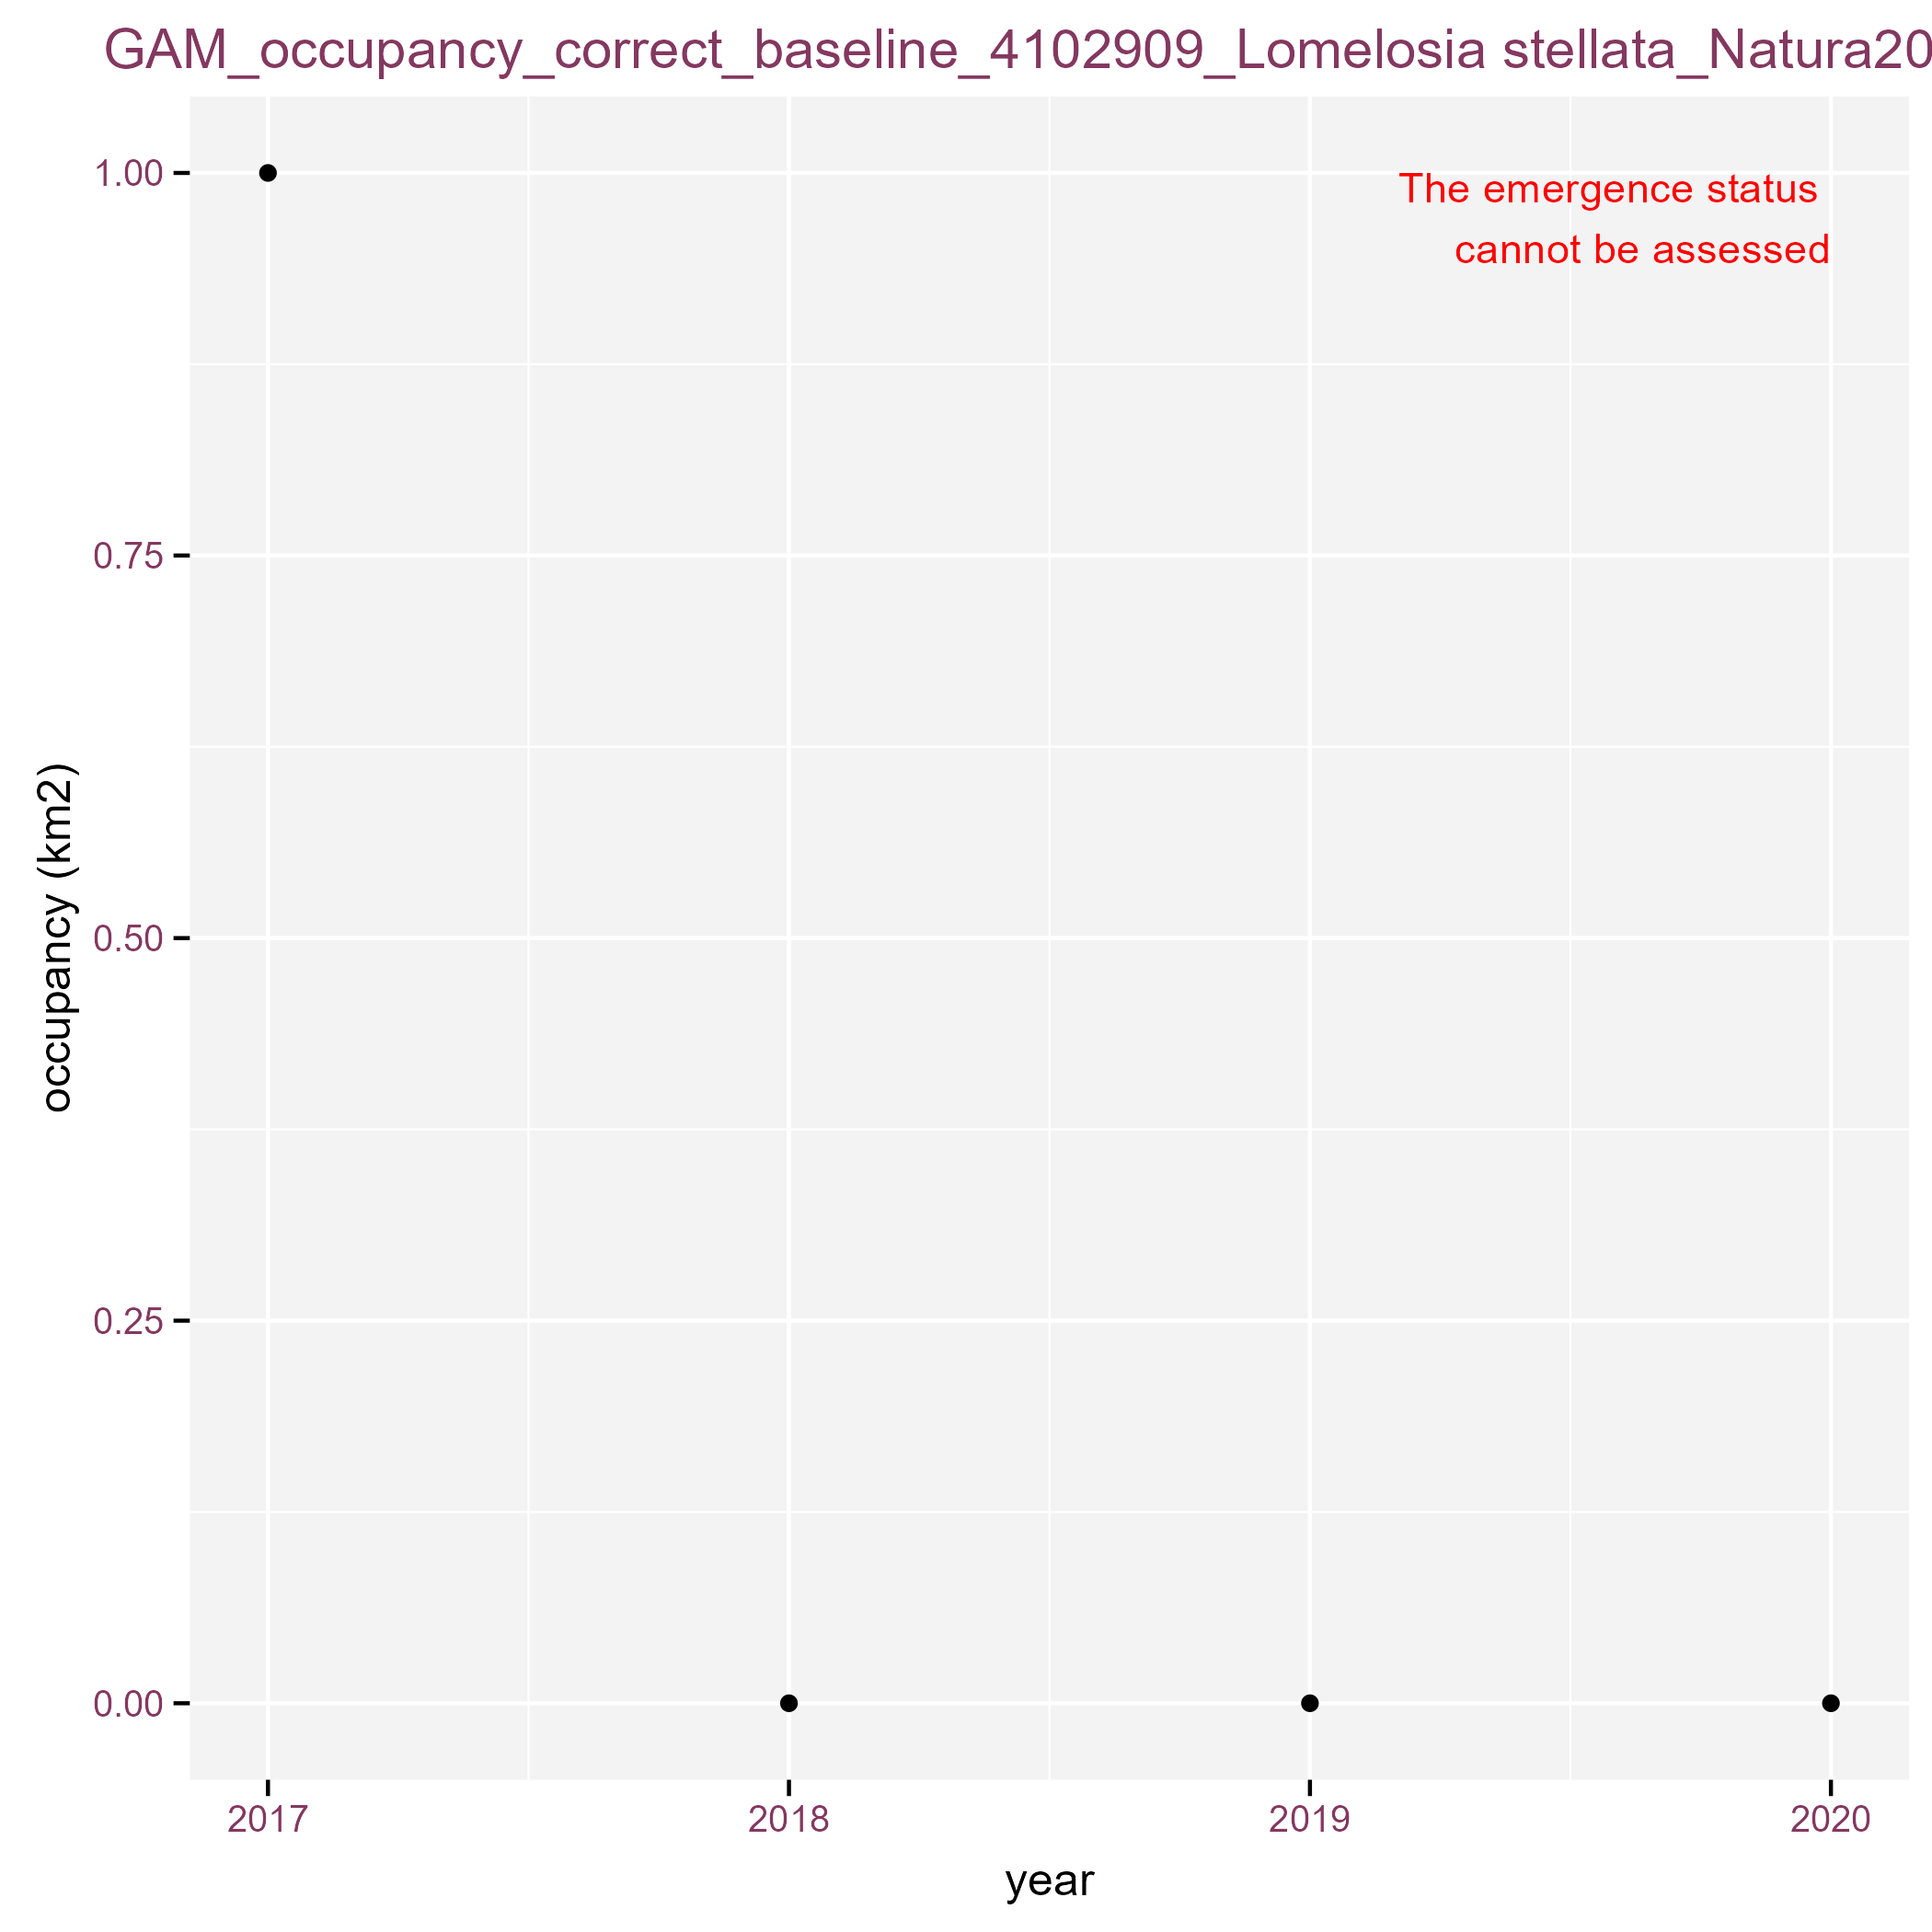 GAM_occupancy_correct_baseline_4102909_Lomelosia stellata_Natura20
1.00
The emergence status
cannot be assessed
0.75
occupancy (km2)
0.50
0.25
0.00
2017 2018 2019 2020
year